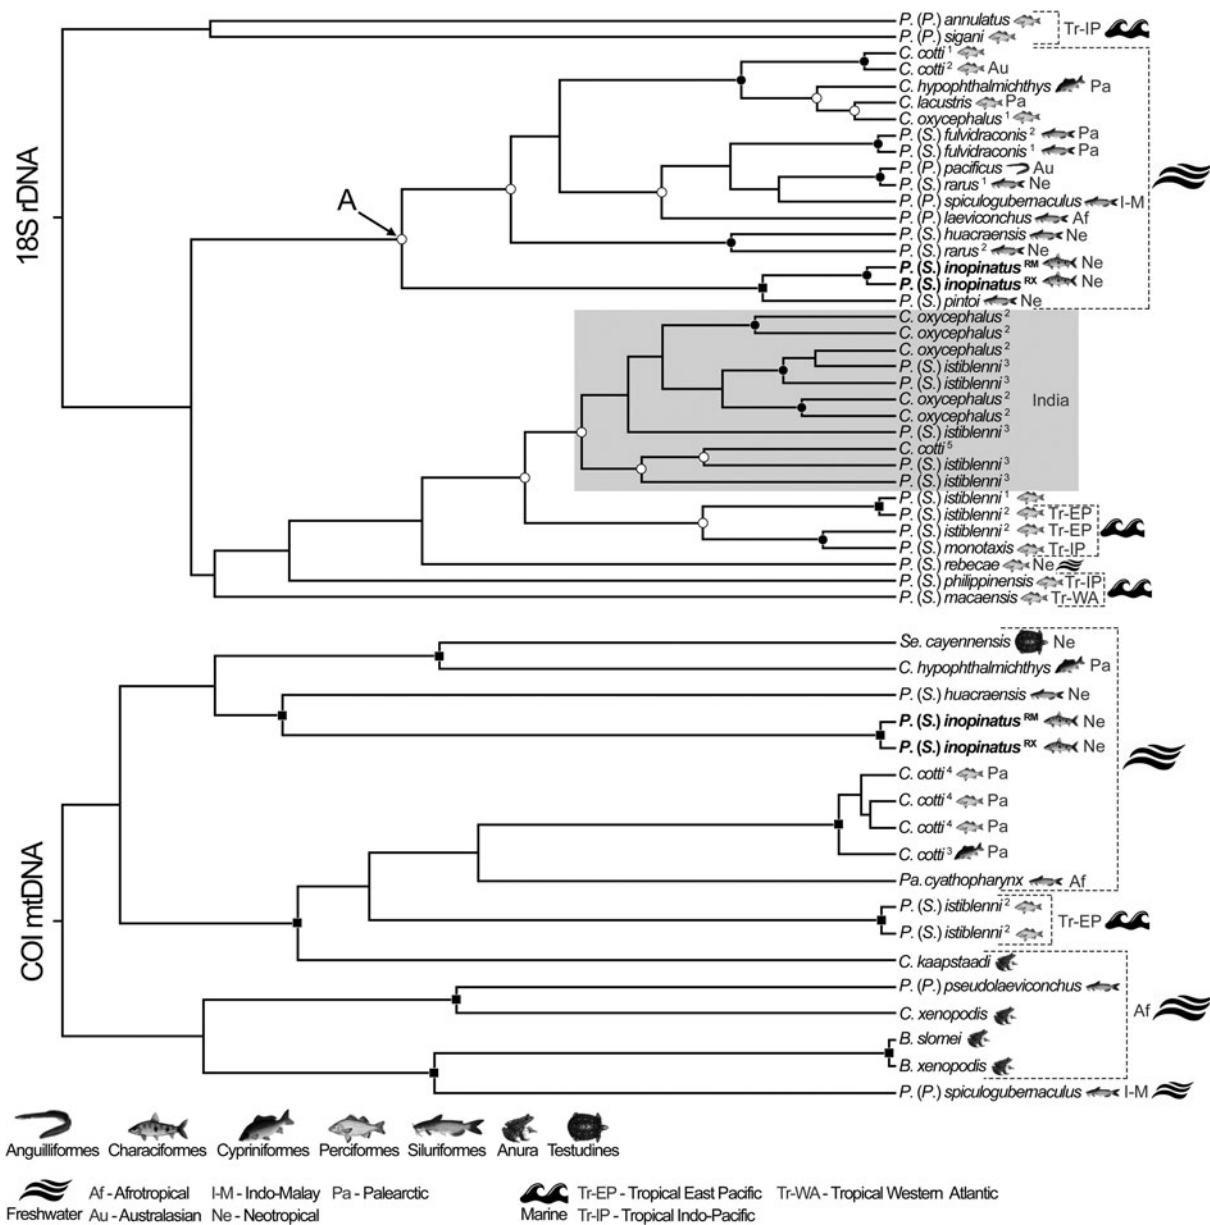 18S rDNA
A
P. (P.) annulatus
Tr-IP
P. (P.) sigani
C. cotti 1
C. cotti 2 Au
C. hypophthalmichthys Pa
C. lacustris Pa
C. oxycephalus 1
P. (S.) fulvidraconis 2 Pa
P. (S.) fulvidraconis 1 Pa
P. (P.) pacificus Au
P. (S.) rarus 1 Ne
P. (P.) spiculogubernaculus I-M
P. (P.) laeviconchus Af
P. (S.) huacraensis Ne
P. (S.) rarus 2 Ne
P. (S.) inopinatus RM Ne
P. (S.) inopinatus RX Ne
P. (S.) pintoi Ne
C. oxycephalus 2
C. oxycephalus 2
C. oxycephalus 2
P. (S.) istiblenni 3
P. (S.) istiblenni 3
C. oxycephalus 2
India
C. oxycephalus 2
P. (S.) istiblenni 3
C. cotti 5
P. (S.) istiblenni 3
P. (S.) istiblenni 3
P. (S.) istiblenni 1
P. (S.) istiblenni 2 Tr-EP
P. (S.) istiblenni 2 Tr-EP
P. (S.) monotaxis Tr-IP
P. (S.) rebecae Ne
P. (S.) philippinensis Tr-IP
P. (S.) macaensis Tr-WA
COI mtDNA
Se. cayennensis Ne
C. hypophthalmichthys Pa
P. (S.) huacraensis Ne
P. (S.) inopinatus RM Ne
P. (S.) inopinatus RX Ne
C. cotti 4 Pa
C. cotti 4 Pa
C. cotti 4 Pa
C. cotti 3 Pa
Pa. cyathopharynx Af
P. (S.) istiblenni 2
Tr-EP
P. (S.) istiblenni 2
C. kaapstaadi
P. (P.) pseudolaeviconchus
Af
C. xenopodis
B. slomei
B. xenopodis
P. (P.) spiculogubernaculus I-M
Anguilliformes Characiformes Cypriniformes Perciformes Siluriformes Anura Testudines
Af - Afrotropical I-M - Indo-Malay Pa - Palearctic Tr-EP - Tropical East Pacific Tr-WA - Tropical Western Atlantic
Freshwater Au - Australasian Ne - Neotropical Marine Tr-IP - Tropical Indo-Pacific